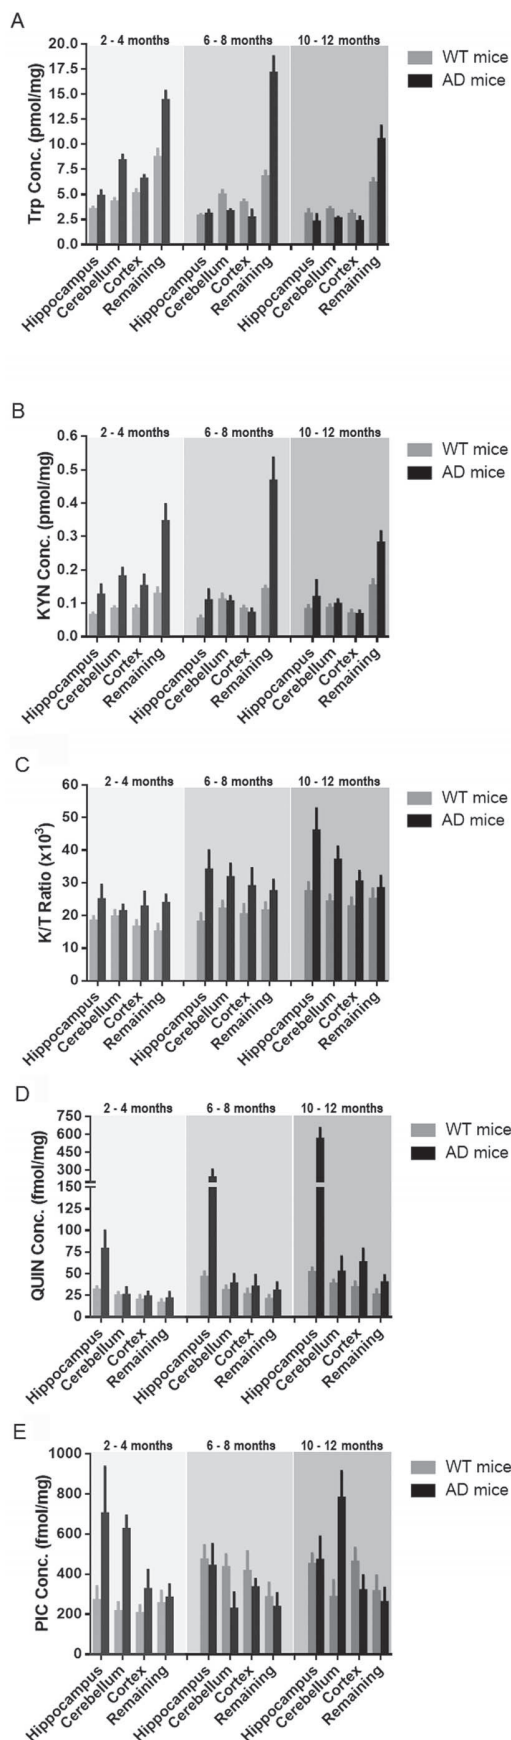 A
2 - 4 months 6 - 8 months 10 - 12 months
Trp Conc. (pmol/mg)
20.0
17.5
15.0
12.5
10.0
7.5
5.0
2.5
0.0
WT mice
AD mice
Hippocampus Cerebellum Cortex Remaining Hippocampus Cerebellum Cortex Remaining Hippocampus Cerebellum Cortex Remaining
B
2 - 4 months 6 - 8 months 10 - 12 months
KYN Conc. (pmol/mg)
0.6
0.5
0.4
0.3
0.2
0.1
0.0
WT mice
AD mice
Hippocampus Cerebellum Cortex Remaining Hippocampus Cerebellum Cortex Remaining Hippocampus Cerebellum Cortex Remaining
C
2 - 4 months 6 - 8 months 10 - 12 months
K/T Ratio (x10³)
60
50
40
30
20
10
0
WT mice
AD mice
Hippocampus Cerebellum Cortex Remaining Hippocampus Cerebellum Cortex Remaining Hippocampus Cerebellum Cortex Remaining
D
2 - 4 months 6 - 8 months 10 - 12 months
QUIN Conc. (fmol/mg)
750
600
450
300
150
125
100
75
50
25
0
WT mice
AD mice
Hippocampus Cerebellum Cortex Remaining Hippocampus Cerebellum Cortex Remaining Hippocampus Cerebellum Cortex Remaining
E
2 - 4 months 6 - 8 months 10 - 12 months
PIC Conc. (fmol/mg)
1000
800
600
400
200
0
WT mice
AD mice
Hippocampus Cerebellum Cortex Remaining Hippocampus Cerebellum Cortex Remaining Hippocampus Cerebellum Cortex Remaining